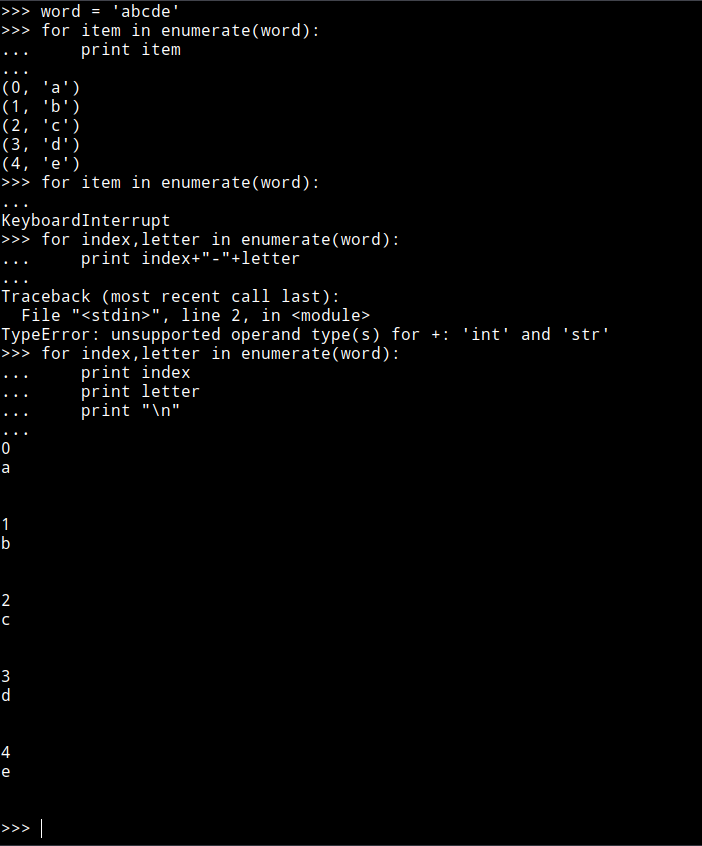 >>> word = 'abcde'
>>> for item in enumerate(word):
...     print item
...
(0, 'a')
(1, 'b')
(2, 'c')
(3, 'd')
(4, 'e')
>>> for item in enumerate(word):
...
KeyboardInterrupt
>>> for index,letter in enumerate(word):
...     print index+"-"+letter
...
Traceback (most recent call last):
  File "<stdin>", line 2, in <module>
TypeError: unsupported operand type(s) for +: 'int' and 'str'
>>> for index,letter in enumerate(word):
...     print index
...     print letter
...     print "\n"
...
0
a
1
b
2
c
3
d
4
e
>>>